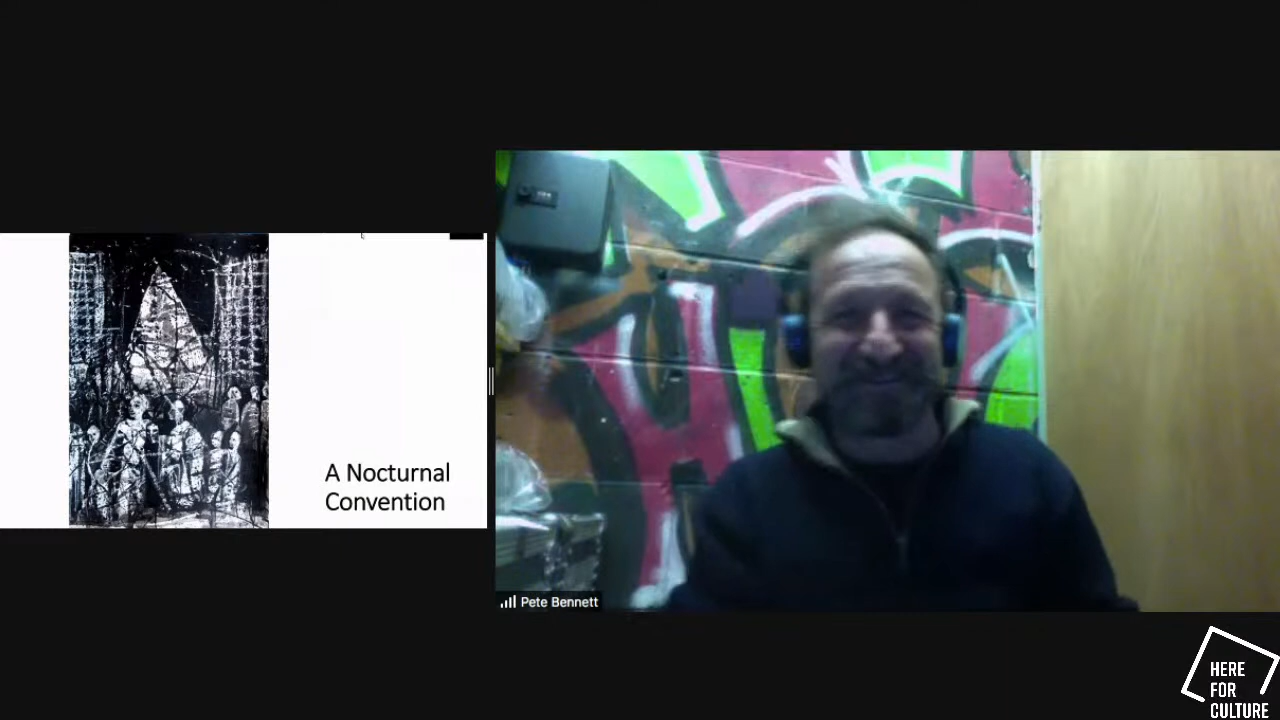 A Nocturnal
Convention
Pete Bennett
HERE
FOR
CULTURE